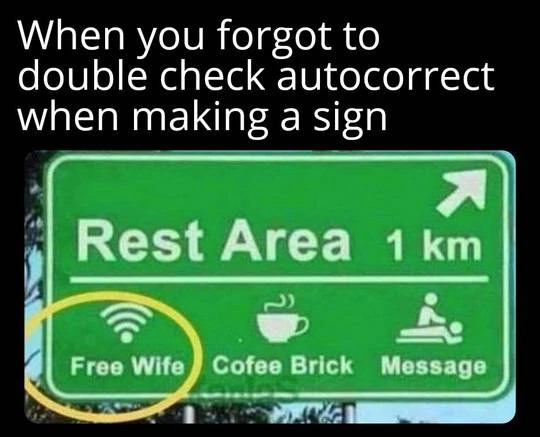 When you forgot to
double check autocorrect
when making a sign
Rest Area 1 km
Free Wife Cofee Brick Message